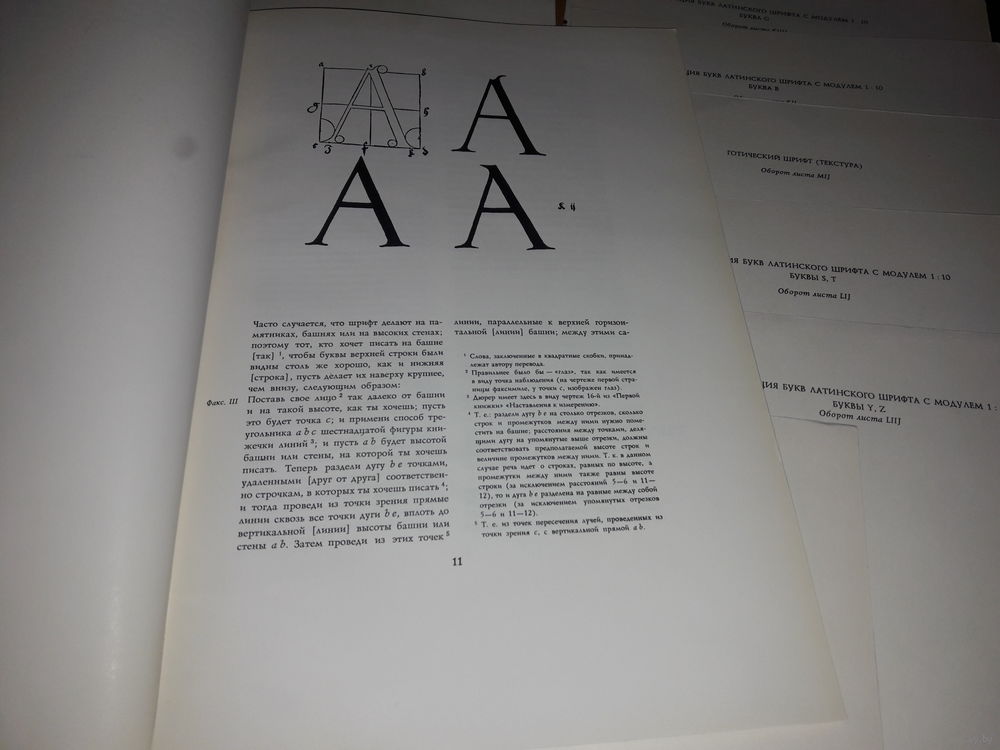 Часто случается, что шрифт делают на па-
мятниках, башнях или на высоких стенах;
поэтому тот, кто хочет писать на башне
[так] ¹, чтобы буквы верхней строки были
видны столь же хорошо, как и нижняя
[строка], пусть делает их наверху крупнее,
чем внизу, следующим образом:
Факс. III
Поставь свое лицо ² так далеко от башни
и на такой высоте, как ты хочешь; пусть
это будет точка c; и примени способ тре-
угольника a b c шестнадцатой фигуры кни-
жечки линий ³; и пусть a b будет высотой
башни или стены, на которой ты хочешь
писать. Теперь раздели дугу b e точками,
удаленными [друг от друга] соответствен-
но строчкам, в которых ты хочешь писать ⁴;
и тогда проведи из точки зрения прямые
линии сквозь все точки дуги b e, вплоть до
вертикальной [линии] высоты башни или
стены a b. Затем проведи из этих точек ⁵
линии, параллельные к верхней горизон-
тальной [линии] башни; между этими са-
¹ Слова, заключенные в квадратные скобки, принад-
лежат автору перевода.
² Правильнее было бы — «глаз», так как имеется
в виду точка наблюдения (на чертеже первой стра-
ницы факсимиле, у точки c, изображен глаз).
³ Дюрер имеет здесь в виду чертеж 16-й из «Первой
книжки» «Наставления к измерению».
⁴ Т. е.: раздели дугу b e на столько отрезков, сколько
строк и промежутков между ними нужно поме-
стить на башне; расстояния между точками, деля-
щими дугу на упомянутые выше отрезки, должны
соответствовать предполагаемой высоте строк и
величине промежутков между ними. Т. к. в данном
случае речь идет о строках, равных по высоте, а
промежутки между ними также равны высоте
строки (за исключением расстояний 5—6 и 11—
12), то и дуга b e разделена на равные между собой
отрезки (за исключением упомянутых отрезков
5—6 и 11—12).
⁵ Т. е. из точек пересечения лучей, проведенных из
точки зрения c, с вертикальной прямой a b.
11
ЦИЯ БУКВ ЛАТИНСКОГО ШРИФТА С МОДУЛЕМ 1 : 10
БУКВА G
ЦИЯ БУКВ ЛАТИНСКОГО ШРИФТА С МОДУЛЕМ 1 : 10
БУКВА B
ГОТИЧЕСКИЙ ШРИФТ (ТЕКСТУРА)
Оборот листа MIJ
ИЯ БУКВ ЛАТИНСКОГО ШРИФТА С МОДУЛЕМ 1 : 10
БУКВЫ S, T
Оборот листа LIJ
ЦИЯ БУКВ ЛАТИНСКОГО ШРИФТА С МОДУЛЕМ 1 :
БУКВЫ Y, Z
Оборот листа LIIJ